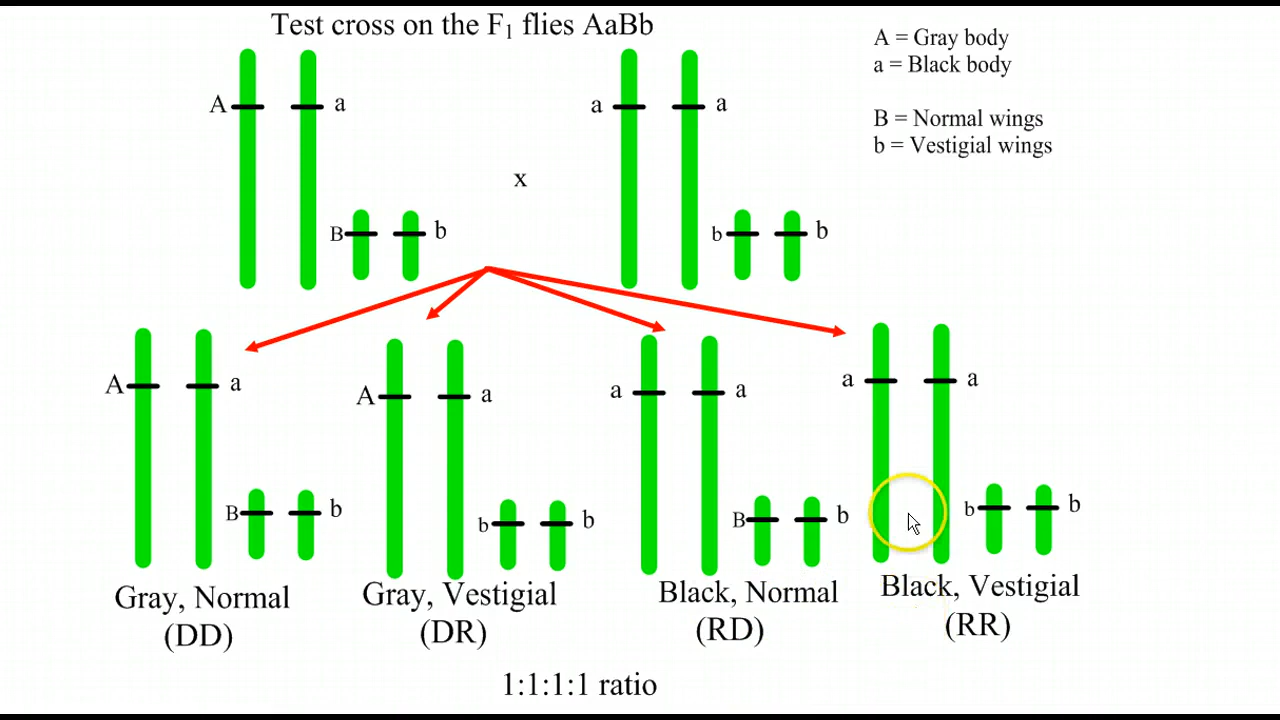 Test cross on the F₁ flies AaBb
A = Gray body
a = Black body
B = Normal wings
b = Vestigial wings
A a a a
x
B b b b
A a A a a a a a
B b b b B b b b
Gray, Normal Gray, Vestigial Black, Normal Black, Vestigial
(DD) (DR) (RD) (RR)
1:1:1:1 ratio